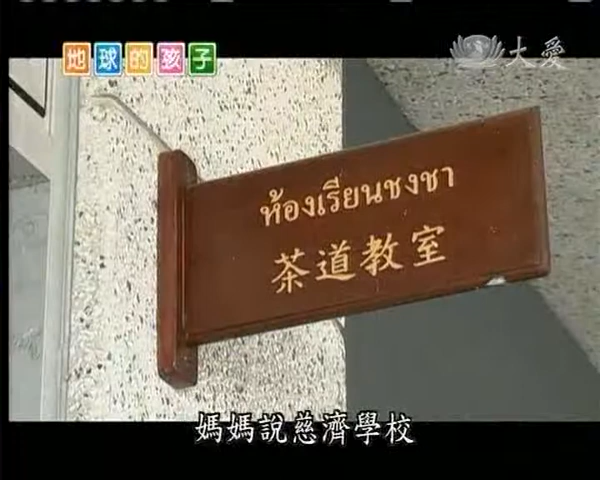 地球的孩子
大愛
ห้องเรียนชงชา
茶道教室
媽媽說慈濟學校